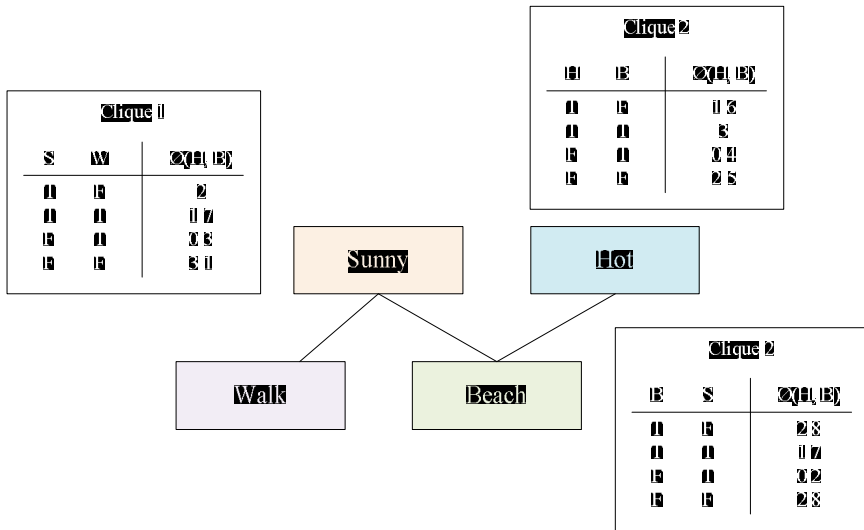 Clique 2
H B Ø(H, B)
T F 1 6
T T 3
F T 0 4
F F 2 5
Clique 1
S W Ø(H, B)
T F 2
T T 1 7
F T 0 3
F F 3 1
Sunny
Hot
Walk
Beach
Clique 2
B S Ø(H, B)
T F 2 8
T T 1 7
F T 0 2
F F 2 8